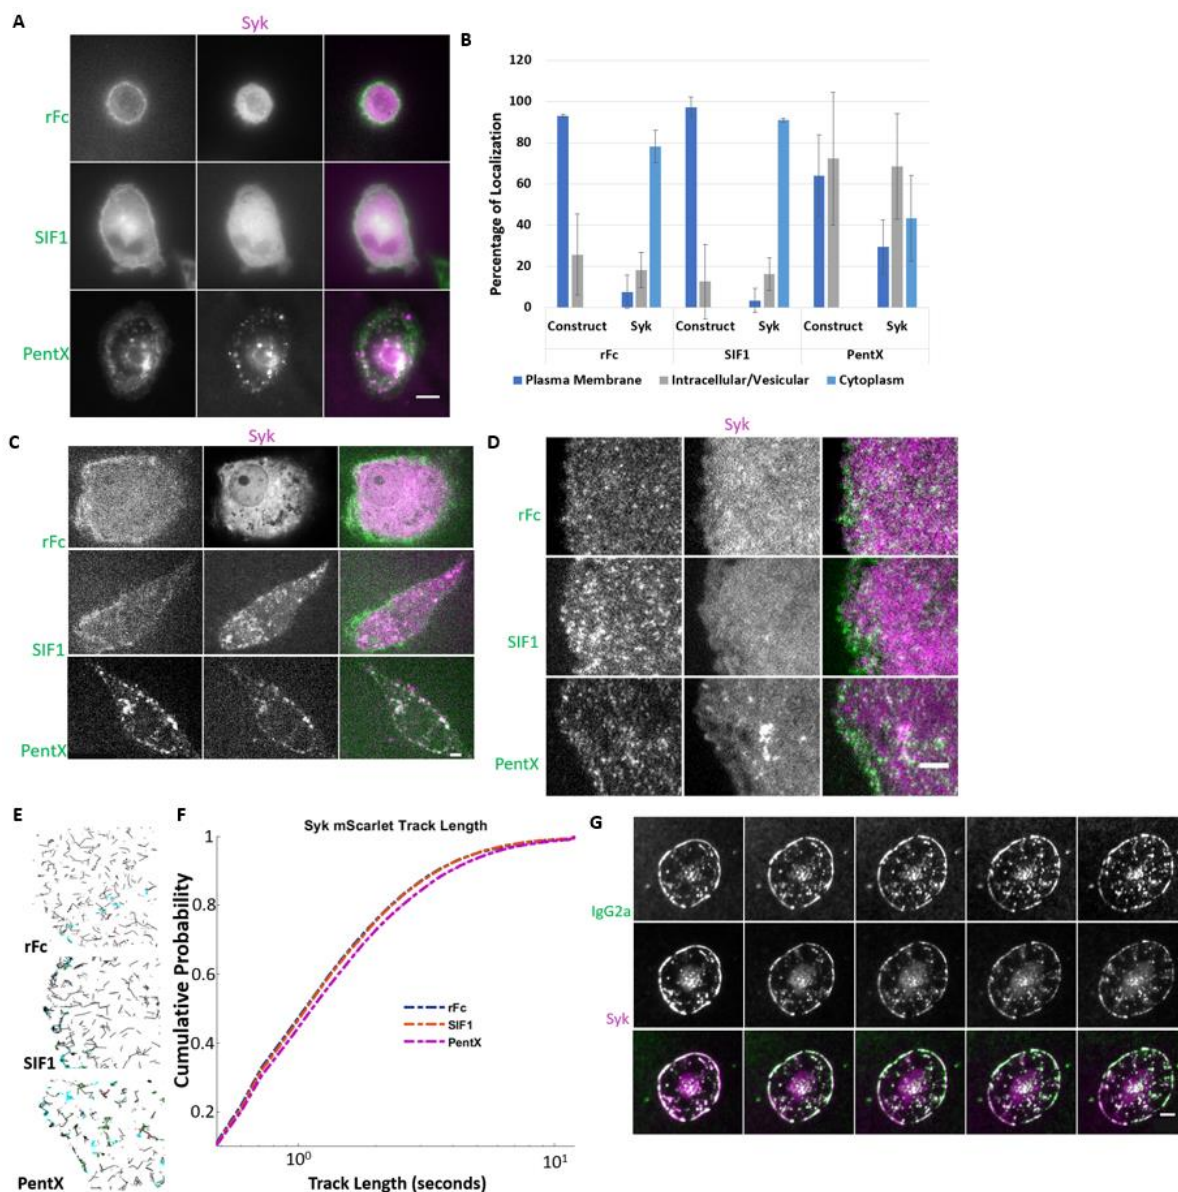 A
Syk
rFc
SIF1
PentX
B
120
100
80
60
40
20
0
Percentage of Localization
Construct Syk Construct Syk Construct Syk
rFc SIF1 PentX
Plasma Membrane Intracellular/Vesicular Cytoplasm
C
Syk
rFc
SIF1
PentX
D
Syk
rFc
SIF1
PentX
E
rFc
SIF1
PentX
F
Syk mScarlet Track Length
1
0.8
0.6
0.4
0.2
Cumulative Probability
rFc
SIF1
PentX
10⁰ 10¹
Track Length (seconds)
G
IgG2a
Syk